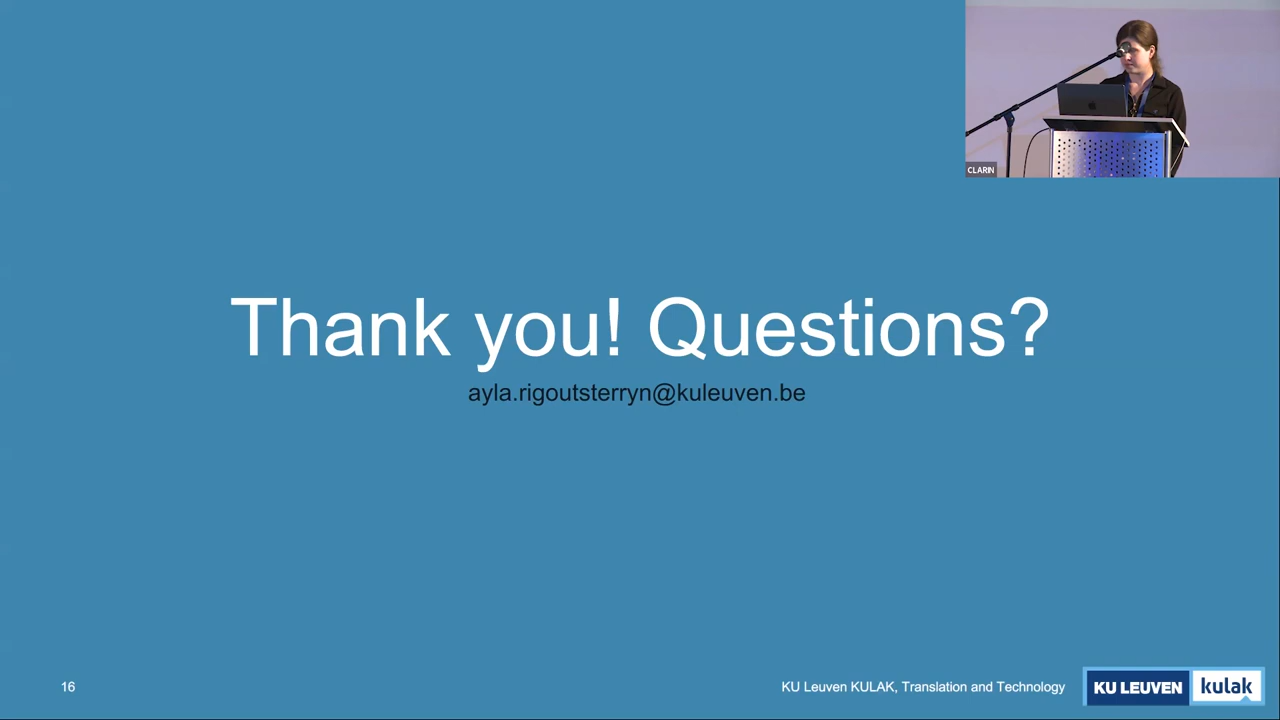 CLARIN
Thank you! Questions?
ayla.rigoutsterryn@kuleuven.be
16
KU Leuven KULAK, Translation and Technology
KU LEUVEN
kulak